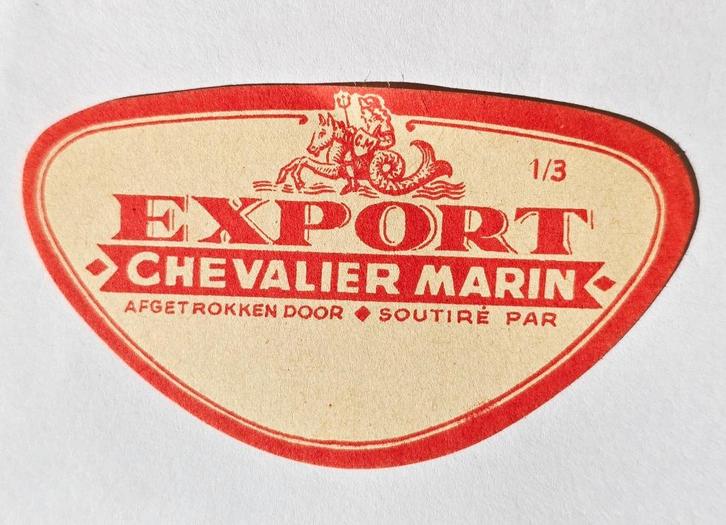 C.M
1/3
EXPORT
CHEVALIER MARIN
AFGETROKKEN DOOR ◆ SOUTIRÉ PAR